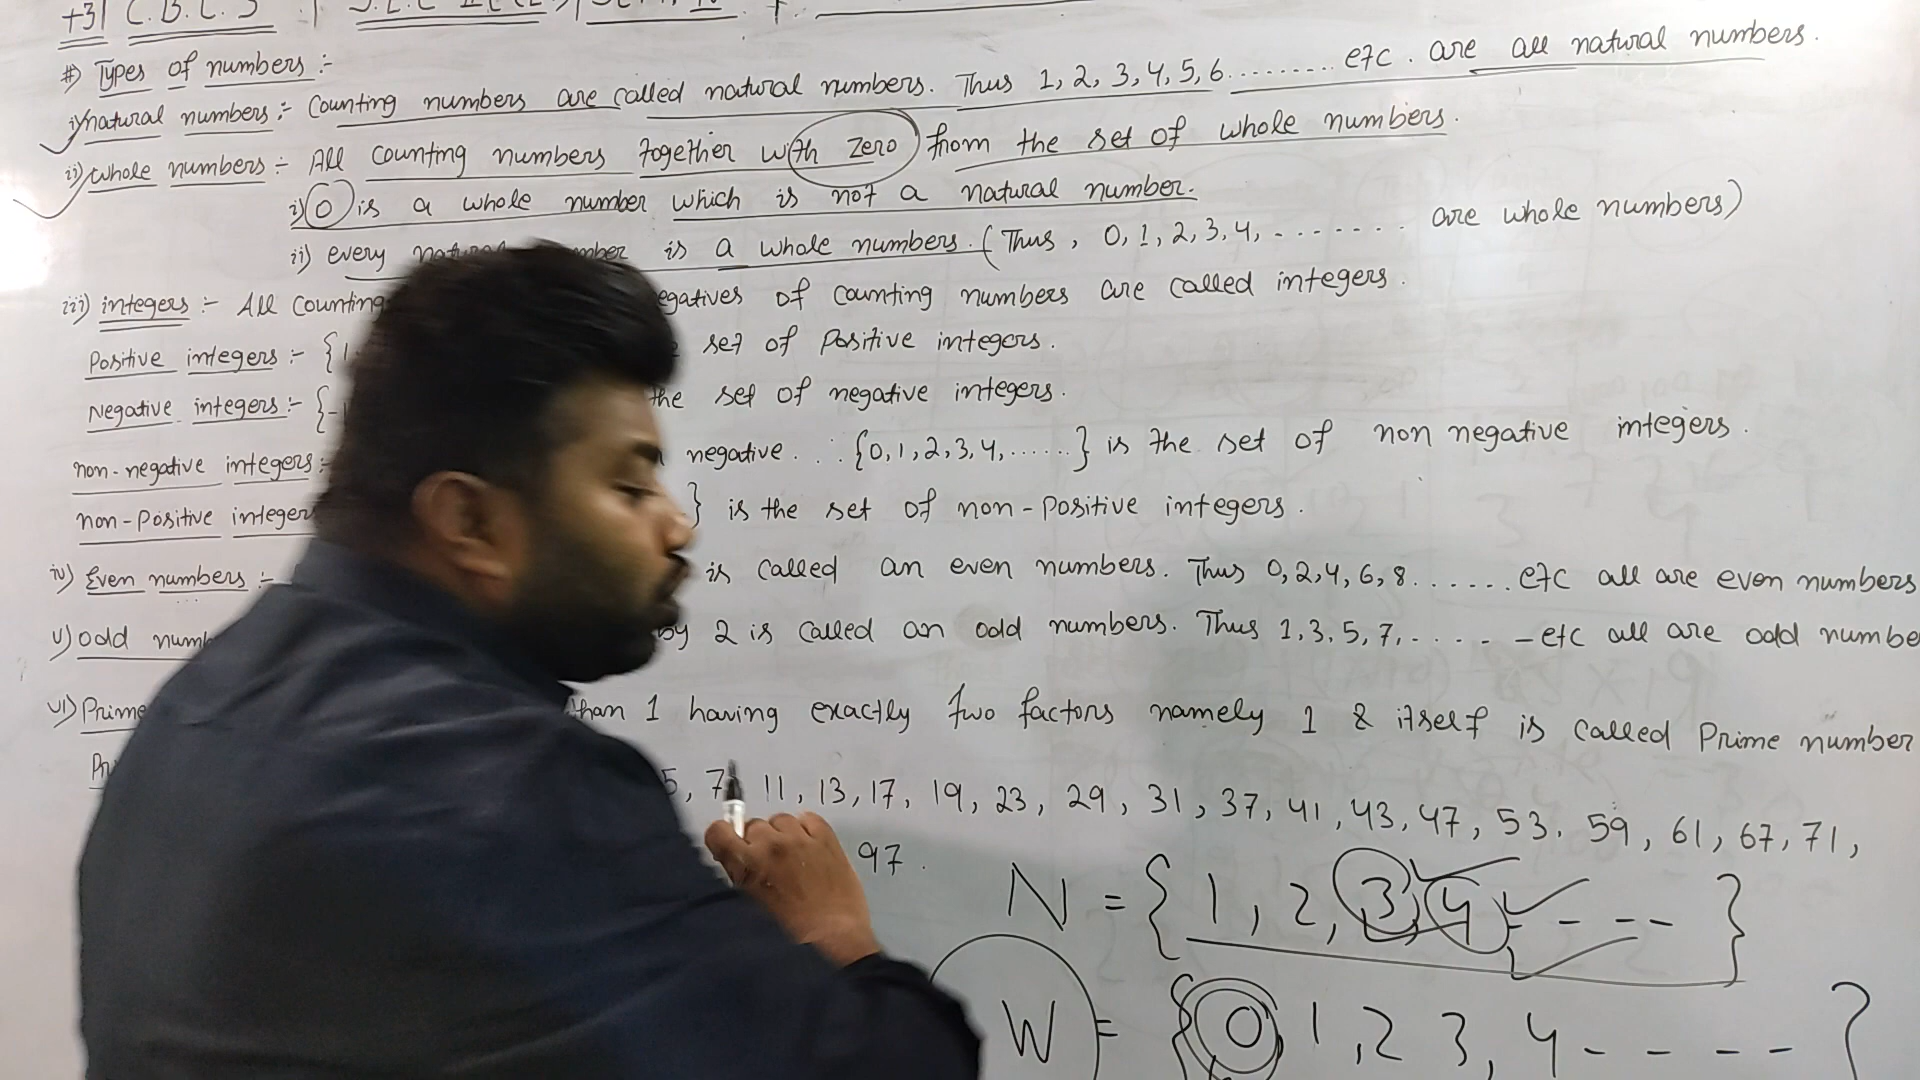 +3| C.B.C.S
#) Types of numbers :-
i) natural numbers :- Counting numbers are called natural numbers. Thus 1, 2, 3, 4, 5, 6......... etc. are all natural numbers.
ii) Whole numbers :- All counting numbers together with zero from the set of whole numbers.
i) 0 is a whole number which is not a natural number.
ii) every is a whole numbers. (Thus, 0, 1, 2, 3, 4, ....... are whole numbers)
iii) integers :- All counting egatives of counting numbers are called integers.
Positive integers :- {1 set of positive integers.
Negative integers :- {-1 the set of negative integers.
non-negative integers :- negative. ∴ {0, 1, 2, 3, 4, ......} is the set of non negative integers.
non-positive integers } is the set of non-positive integers.
iv) Even numbers :- is called an even numbers. Thus 0, 2, 4, 6, 8....... etc all are even numbers
v) odd numb by 2 is called an odd numbers. Thus 1, 3, 5, 7, ..... - etc all are odd numbe
vi) Prime than 1 having exactly two factors namely 1 & itself is called Prime number
Pr 5, 7, 11, 13, 17, 19, 23, 29, 31, 37, 41, 43, 47, 53, 59, 61, 67, 71,
97.
N = {1, 2, 3, 4, - - - - }
W = {0, 1, 2 3, 4 - - - - }